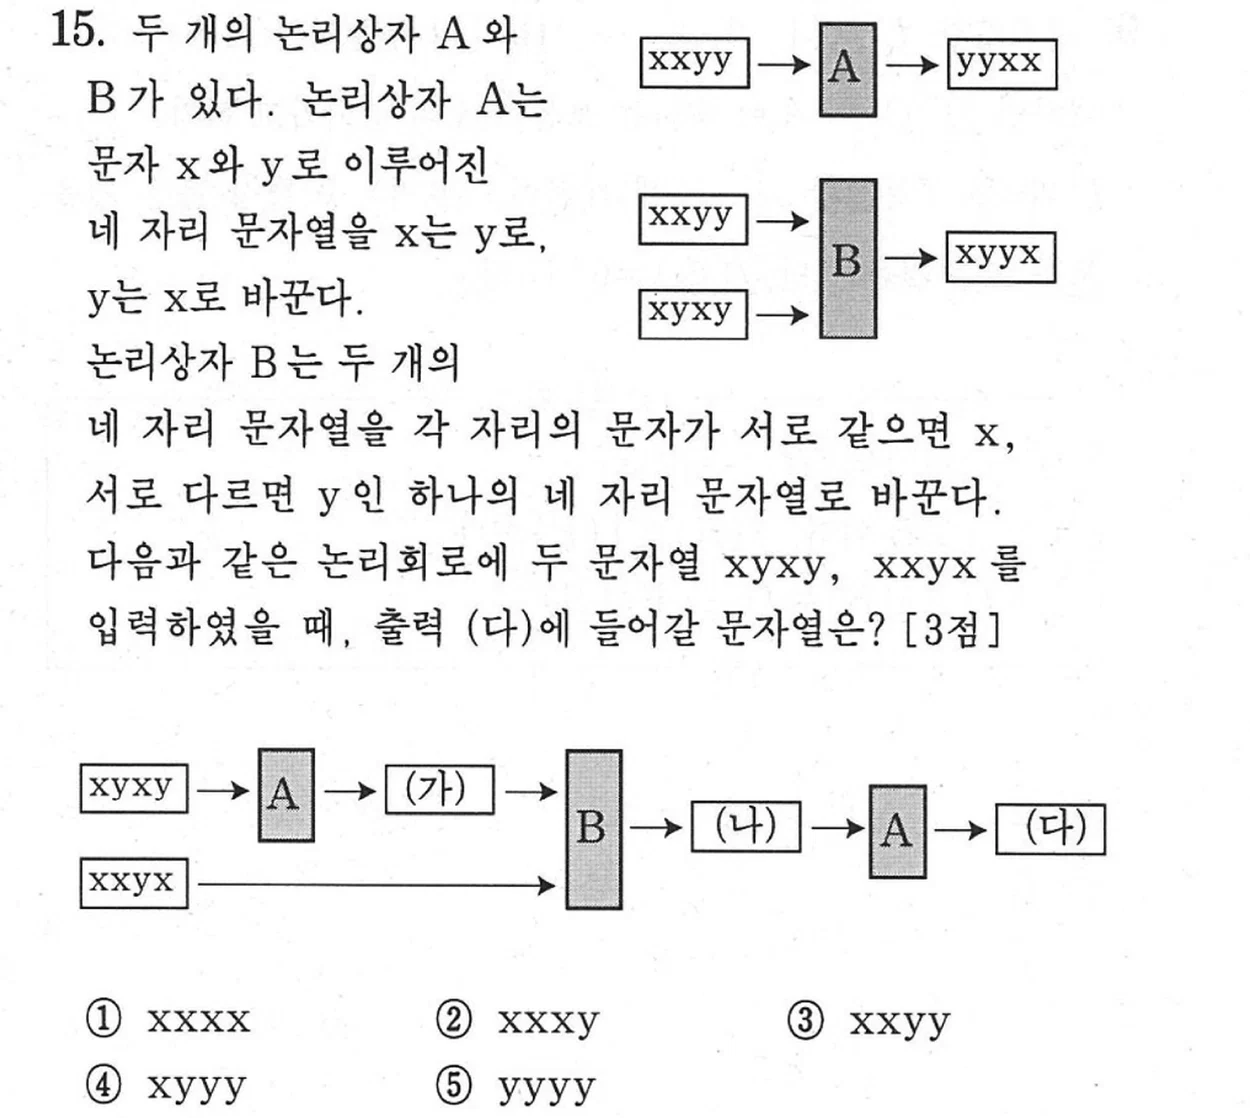 15. 두 개의 논리상자 A 와
B 가 있다. 논리상자 A는
문자 x와 y로 이루어진
네 자리 문자열을 x는 y로,
y는 x로 바꾼다.
논리상자 B는 두 개의
xxyy
A
yyxx
xxyy
xyxy
B
xyyx
네 자리 문자열을 각 자리의 문자가 서로 같으면 x,
서로 다르면 y인 하나의 네 자리 문자열로 바꾼다.
다음과 같은 논리회로에 두 문자열 xyxy, xxyx 를
입력하였을 때, 출력 (다)에 들어갈 문자열은? [3점]
xyxy
A
(가)
xxyx
B
(나)
A
(다)
① xxxx ② xxxy ③ xxyy
④ xyyy ⑤ yyyy